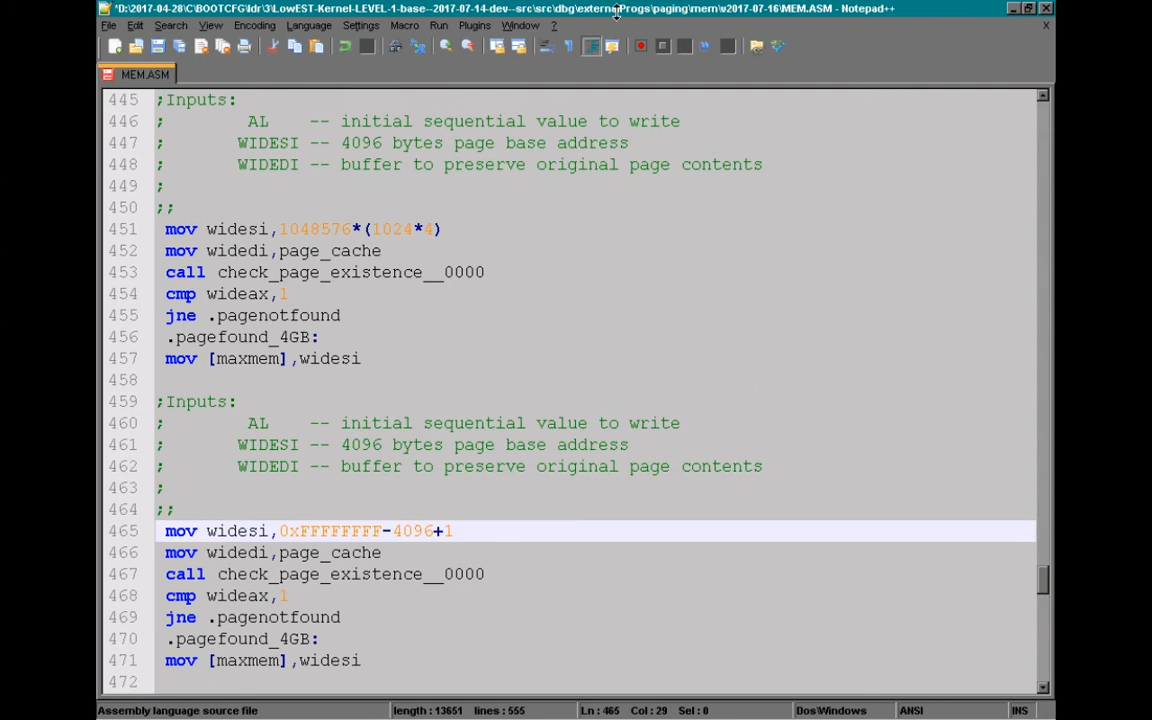 *D:\2017-04-28\C\BOOTCFG\ldr3\LowEST-Kernel-LEVEL-1-base--2017-07-14-dev--src\src\dbg\externProgs\paging\mem\v2017-07-16\MEM.ASM - Notepad++
File Edit Search View Encoding Language Settings Macro Run Plugins Window ? X
MEM.ASM
445 ;Inputs:
446 ; AL -- initial sequential value to write
447 ; WIDESI -- 4096 bytes page base address
448 ; WIDEDI -- buffer to preserve original page contents
449 ;
450 ;;
451 mov widesi,1048576*(1024*4)
452 mov widedi,page_cache
453 call check_page_existence__0000
454 cmp wideax,1
455 jne .pagenotfound
456 .pagefound_4GB:
457 mov [maxmem],widesi
458
459 ;Inputs:
460 ; AL -- initial sequential value to write
461 ; WIDESI -- 4096 bytes page base address
462 ; WIDEDI -- buffer to preserve original page contents
463 ;
464 ;;
465 mov widesi,0xFFFFFFFF-4096+1
466 mov widedi,page_cache
467 call check_page_existence__0000
468 cmp wideax,1
469 jne .pagenotfound
470 .pagefound_4GB:
471 mov [maxmem],widesi
472
Assembly language source file length : 13651 lines : 555 Ln : 465 Col : 29 Sel : 0 Dos\Windows ANSI INS